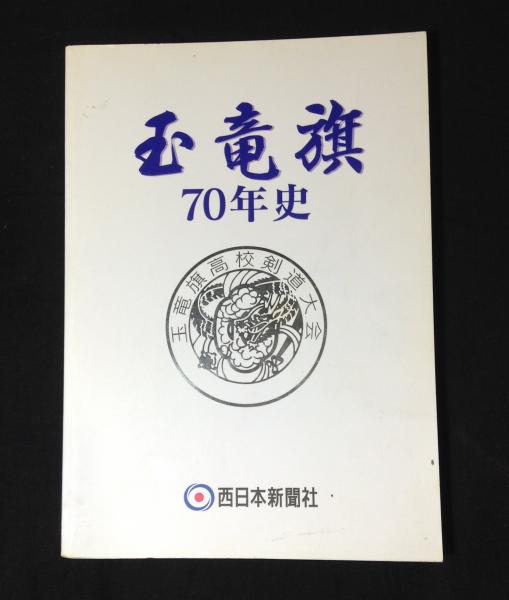 玉竜旗
70年史
玉竜旗高校剣道大会
西日本新聞社